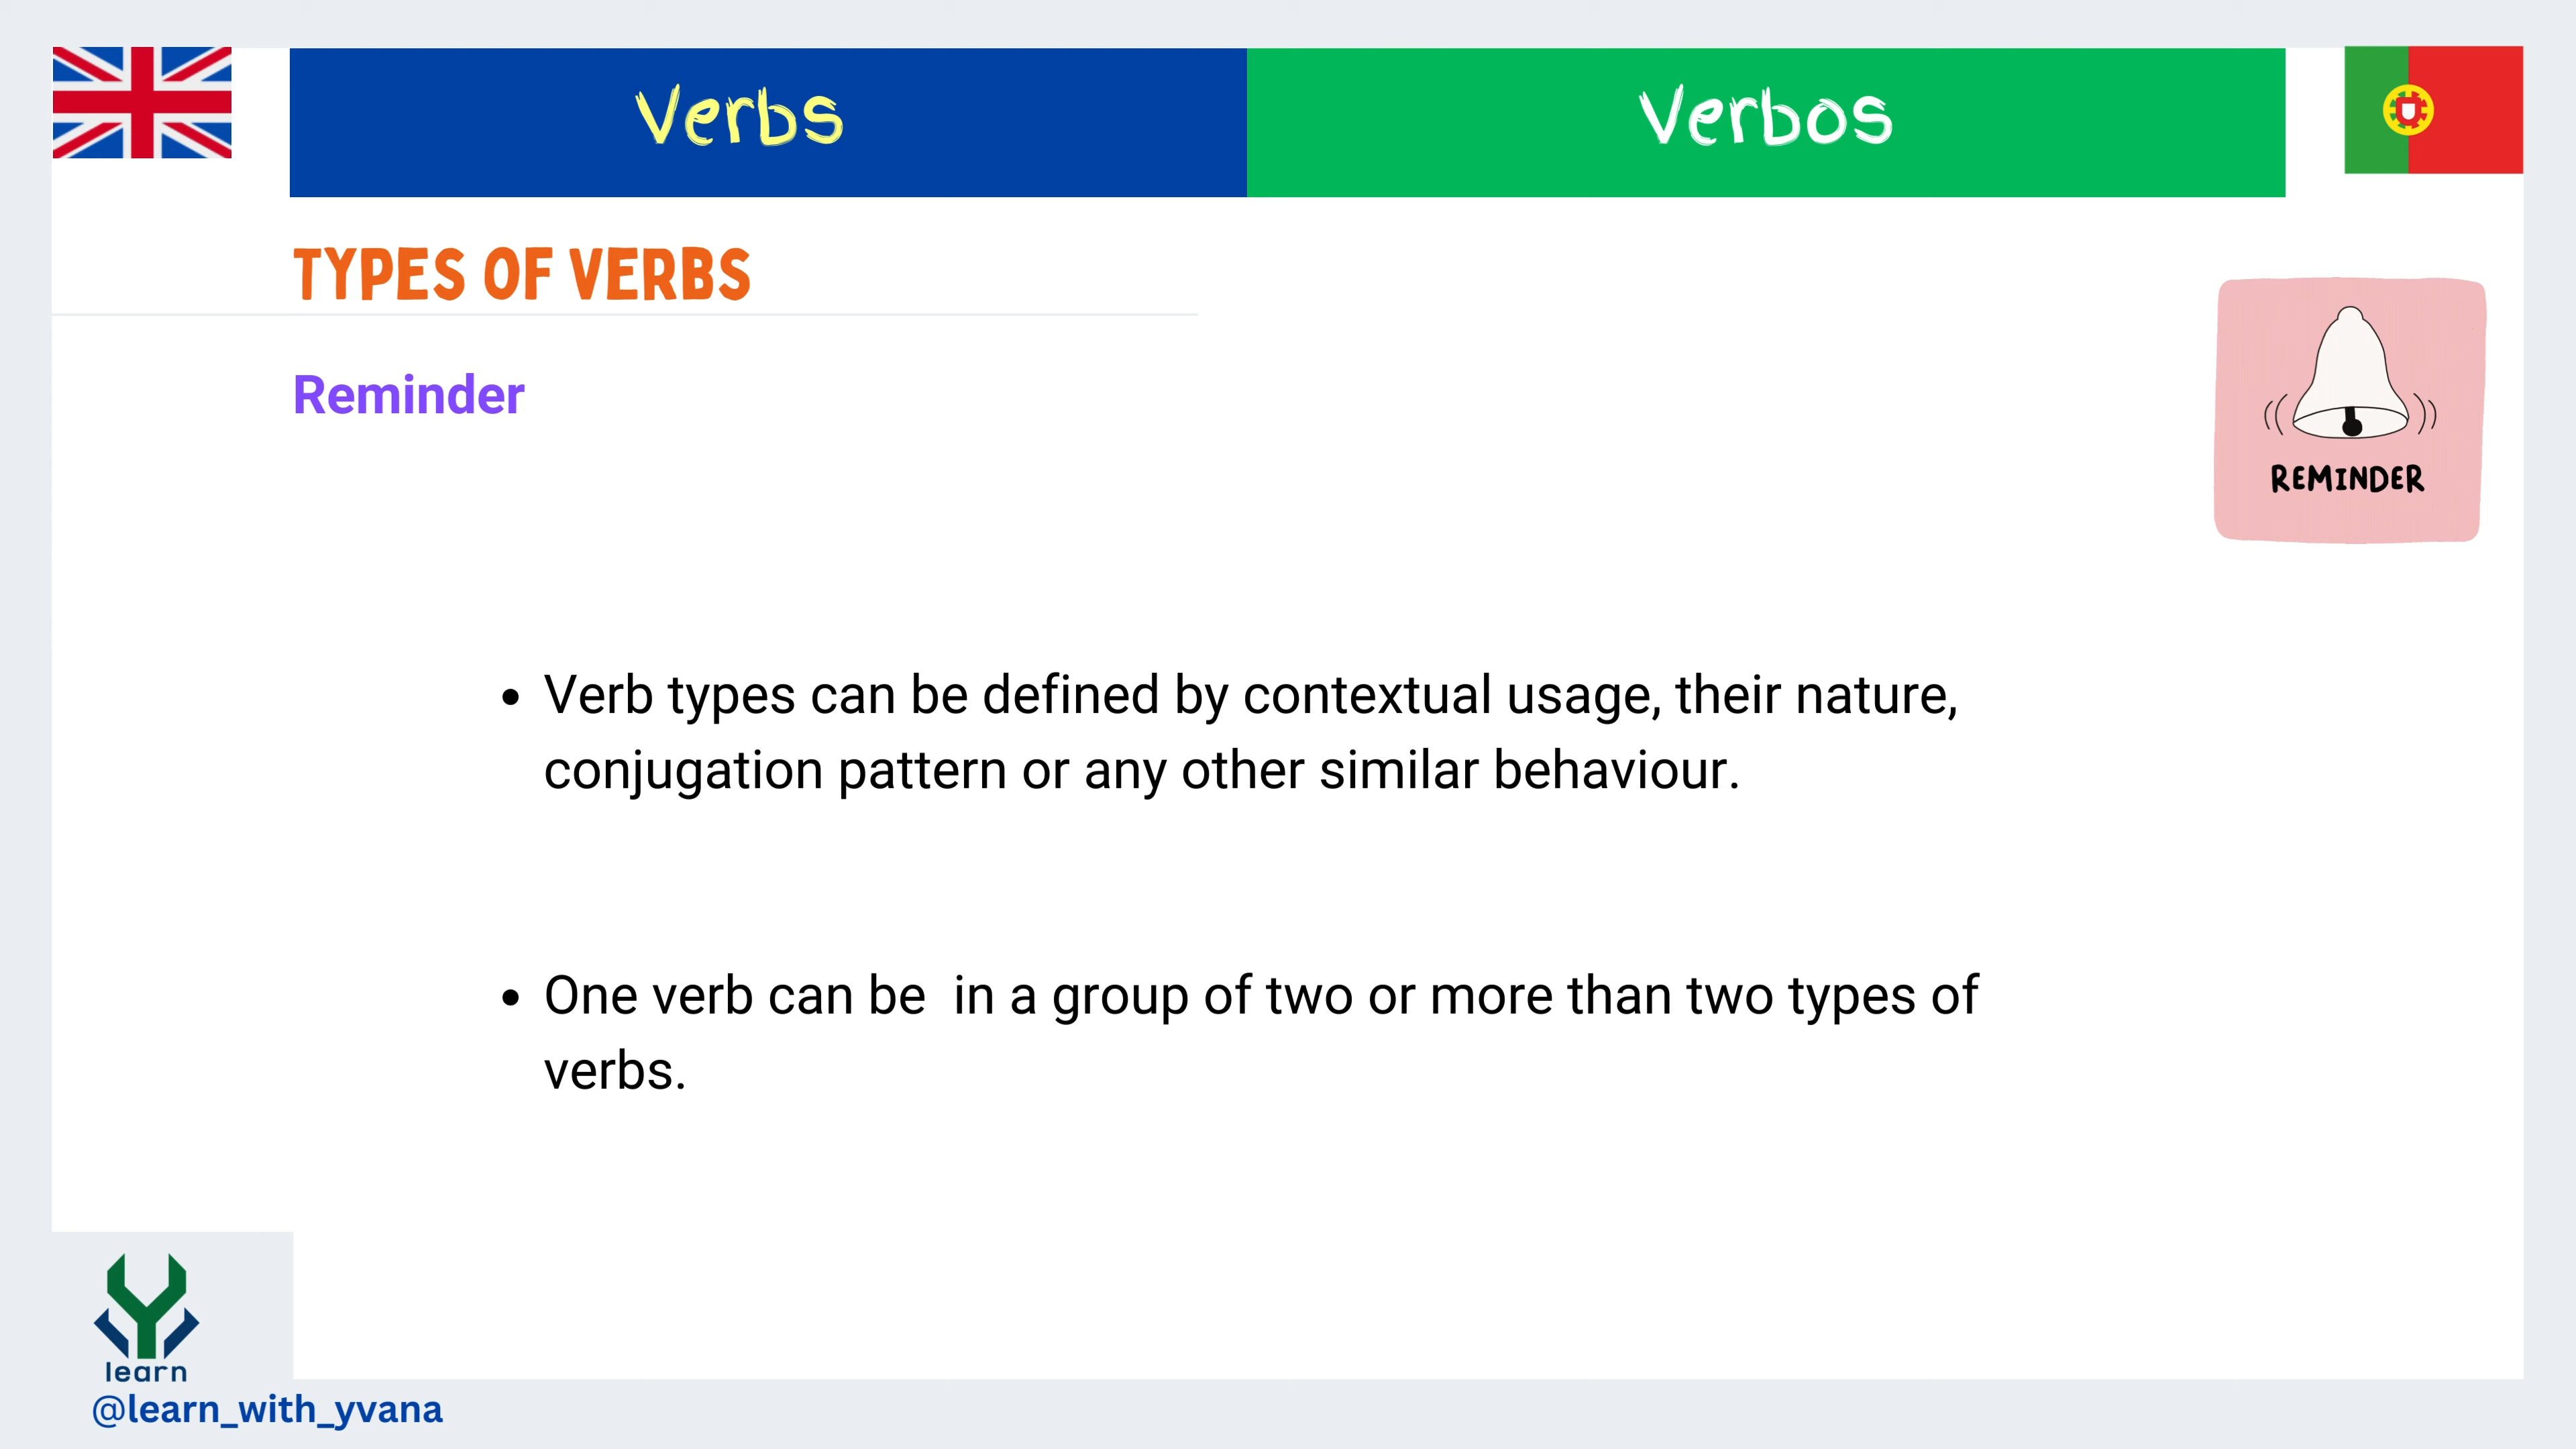 Verbs
Verbos
TYPES OF VERBS
Reminder
REMINDER
• Verb types can be defined by contextual usage, their nature,
conjugation pattern or any other similar behaviour.
• One verb can be  in a group of two or more than two types of
verbs.
learn
@learn_with_yvana